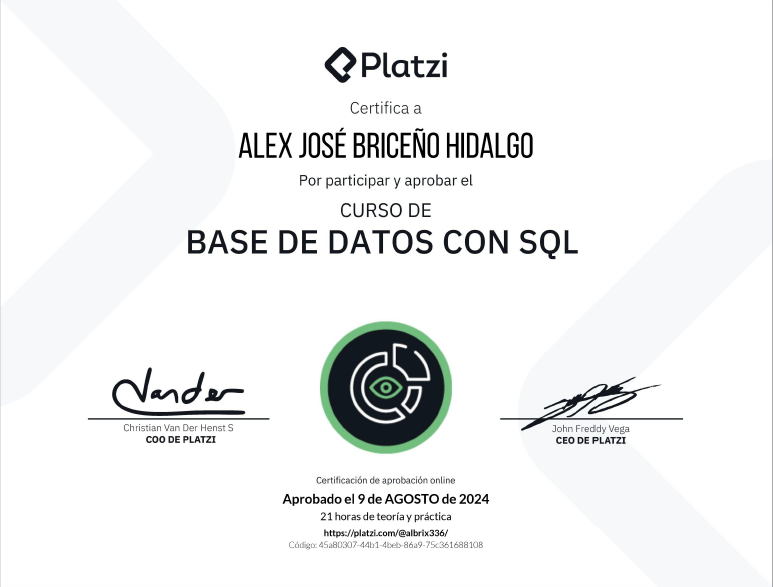 Platzi
Certifica a
ALEX JOSÉ BRICEÑO HIDALGO
Por participar y aprobar el
CURSO DE
BASE DE DATOS CON SQL
Vander
Christian Van Der Henst S
COO DE PLATZI
John Freddy Vega
CEO DE PLATZI
Certificación de aprobación online
Aprobado el 9 de AGOSTO de 2024
21 horas de teoría y práctica
https://platzi.com/@albrix336/
Código: 45a80307-44b1-4beb-86a9-75c361688108